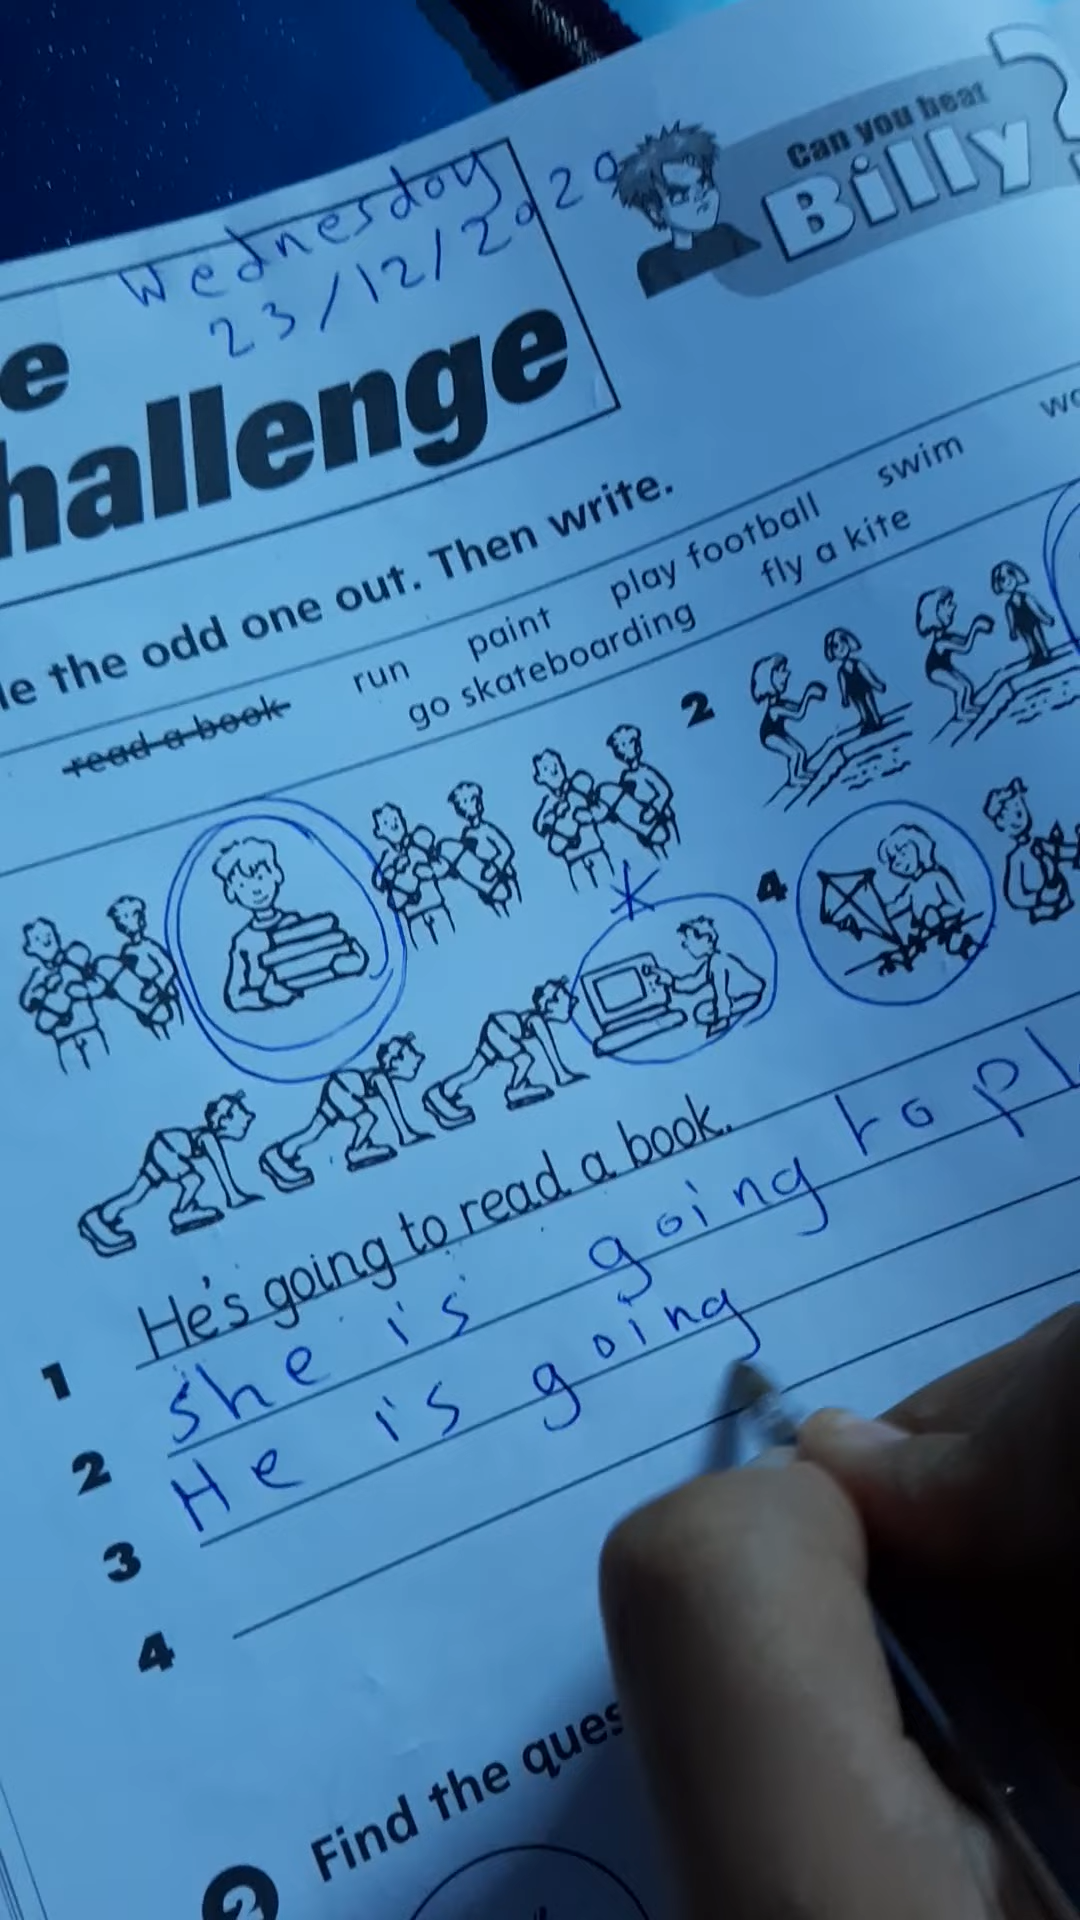 Wednesday
23/12/2020
Can you beat
Billy?
e
hallenge
le the odd one out. Then write.
read a book run paint play football swim
go skateboarding fly a kite
2
4
1 He's going to read a book.
2 She is going to pl
3 He is going
4
2 Find the ques